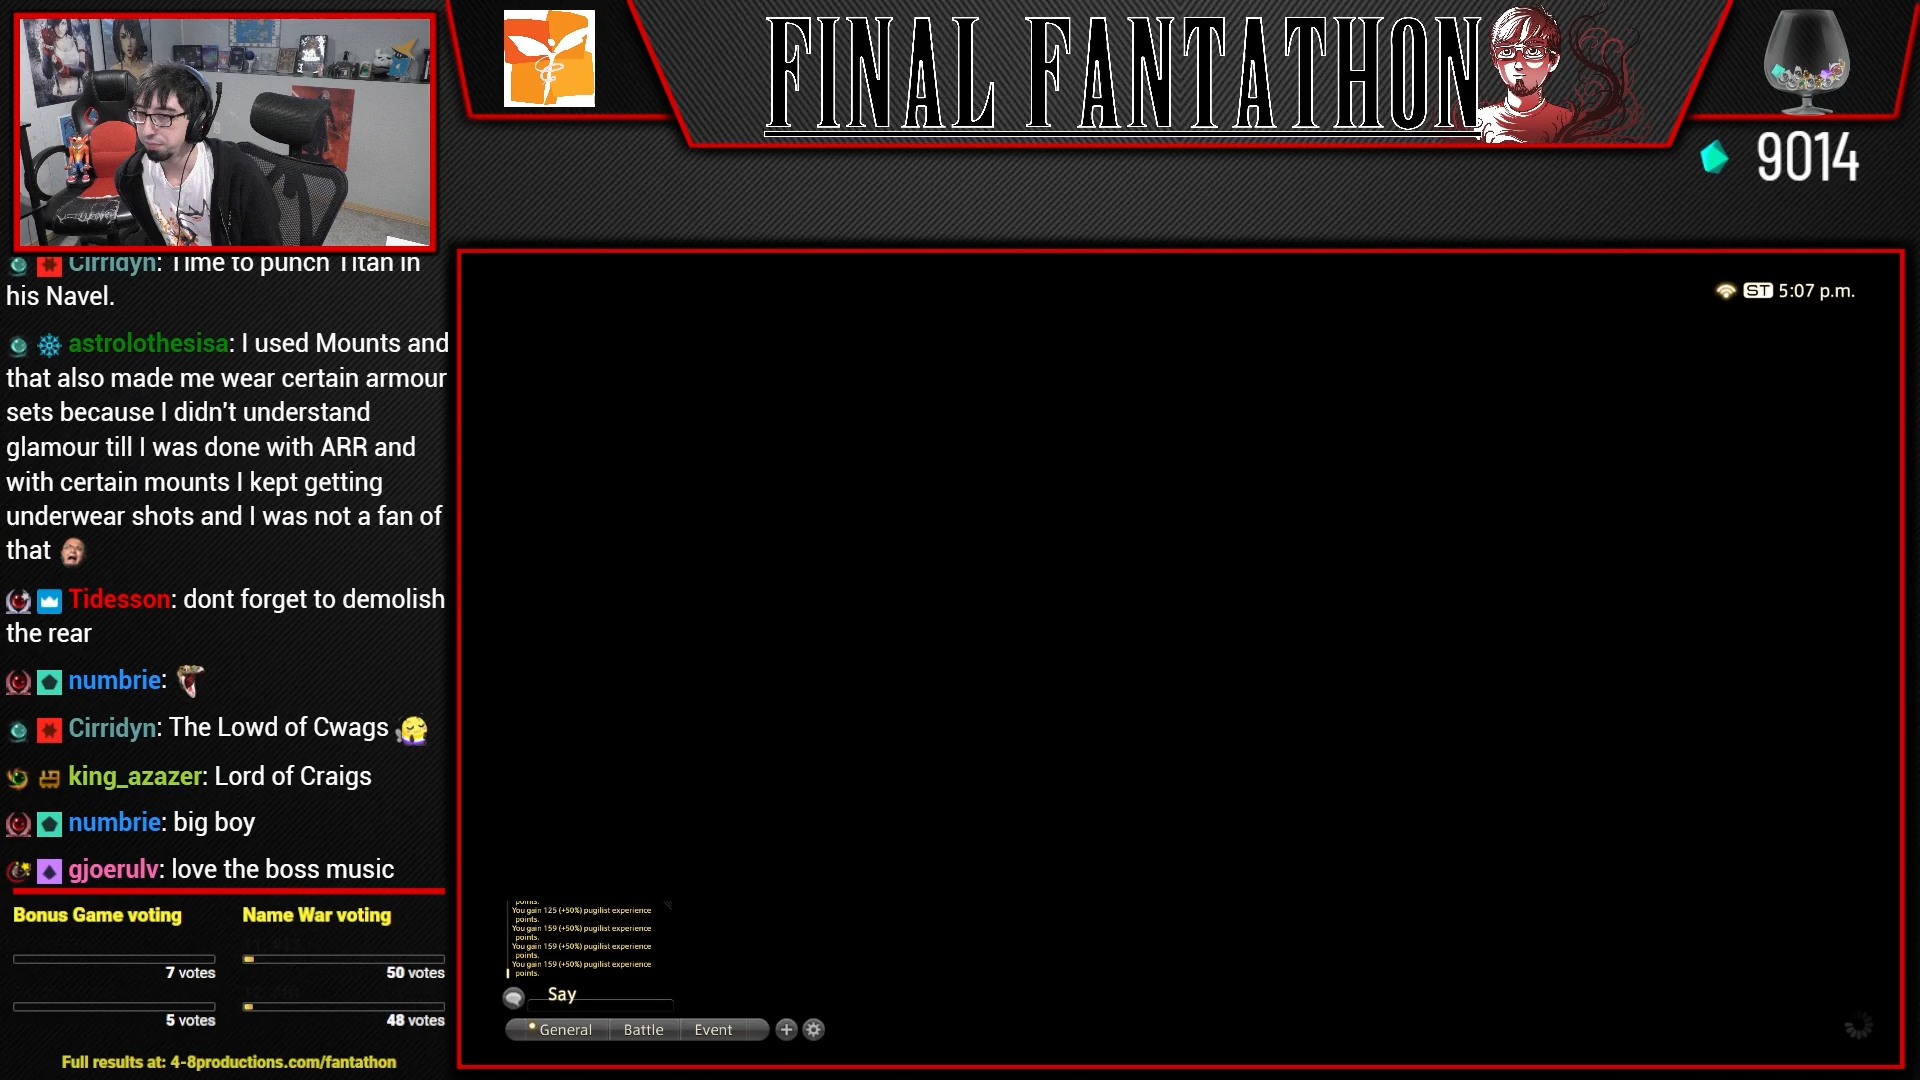 FINAL FANTATHON
9014
Cirridyn: Time to punch Titan in
his Navel.
astrolothesisa: I used Mounts and
that also made me wear certain armour
sets because I didn't understand
glamour till I was done with ARR and
with certain mounts I kept getting
underwear shots and I was not a fan of
that
Tidesson: dont forget to demolish
the rear
numbrie:
Cirridyn: The Lowd of Cwags
king_azazer: Lord of Craigs
numbrie: big boy
gjoerulv: love the boss music
Bonus Game voting
Name War voting
7 votes
50 votes
5 votes
48 votes
Full results at: 4-8productions.com/fantathon
ST 5:07 p.m.
points.
You gain 125 (+50%) pugilist experience
points.
You gain 159 (+50%) pugilist experience
points.
You gain 159 (+50%) pugilist experience
points.
You gain 159 (+50%) pugilist experience
points.
Say
General Battle Event